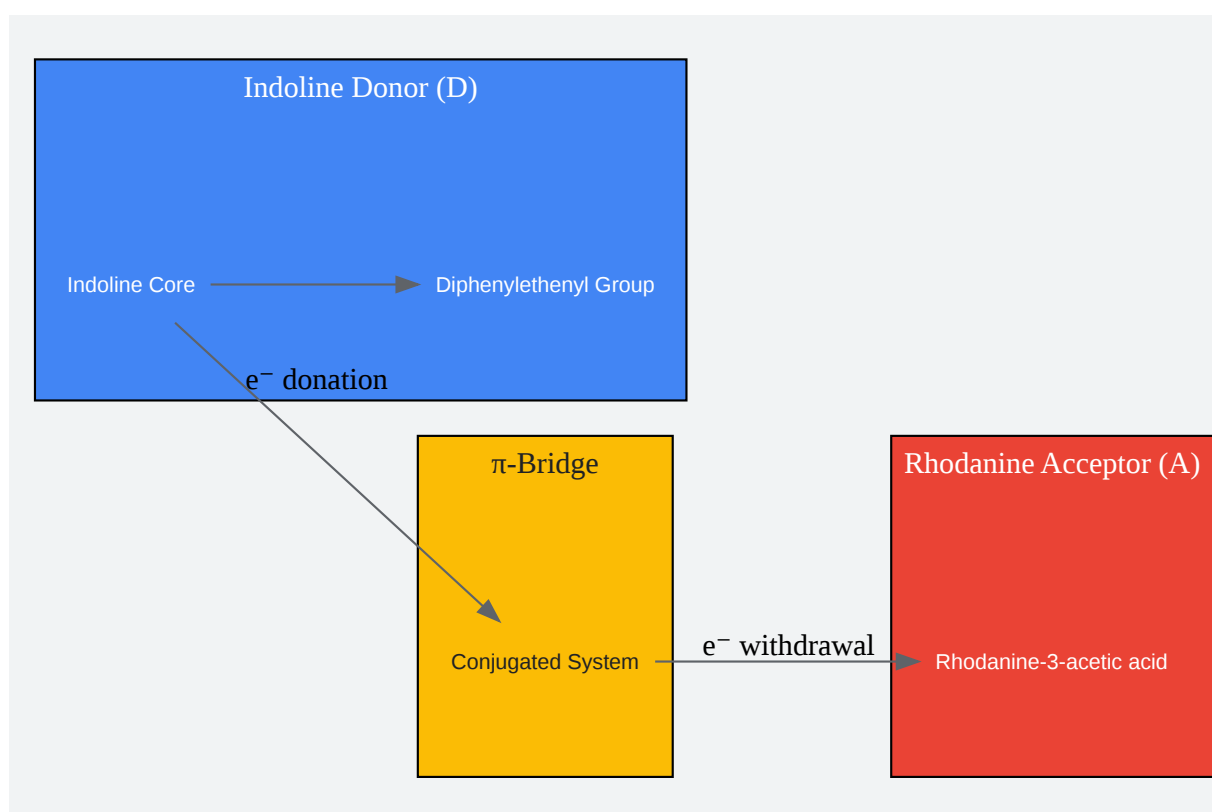 Indoline Donor (D)
Indoline Core
Diphenylethenyl Group
e⁻ donation
π-Bridge
Rhodanine Acceptor (A)
Conjugated System
e⁻ withdrawal
Rhodanine-3-acetic acid